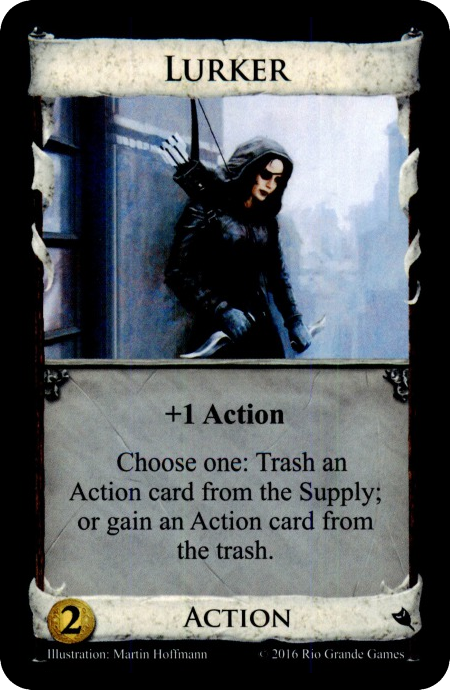 LURKER
+1 Action
Choose one: Trash an
Action card from the Supply;
or gain an Action card from
the trash.
2
ACTION
Illustration: Martin Hoffmann
© 2016 Rio Grande Games